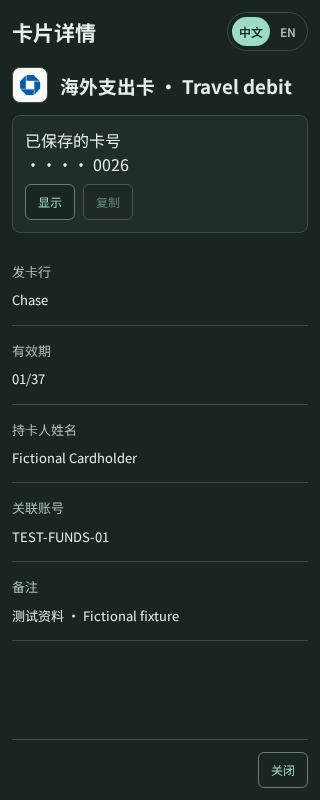 卡片详情
中文 EN
海外支出卡 • Travel debit
已保存的卡号
•••• 0026
显示 复制
发卡行
Chase
有效期
01/37
持卡人姓名
Fictional Cardholder
关联账号
TEST-FUNDS-01
备注
测试资料 • Fictional fixture
关闭